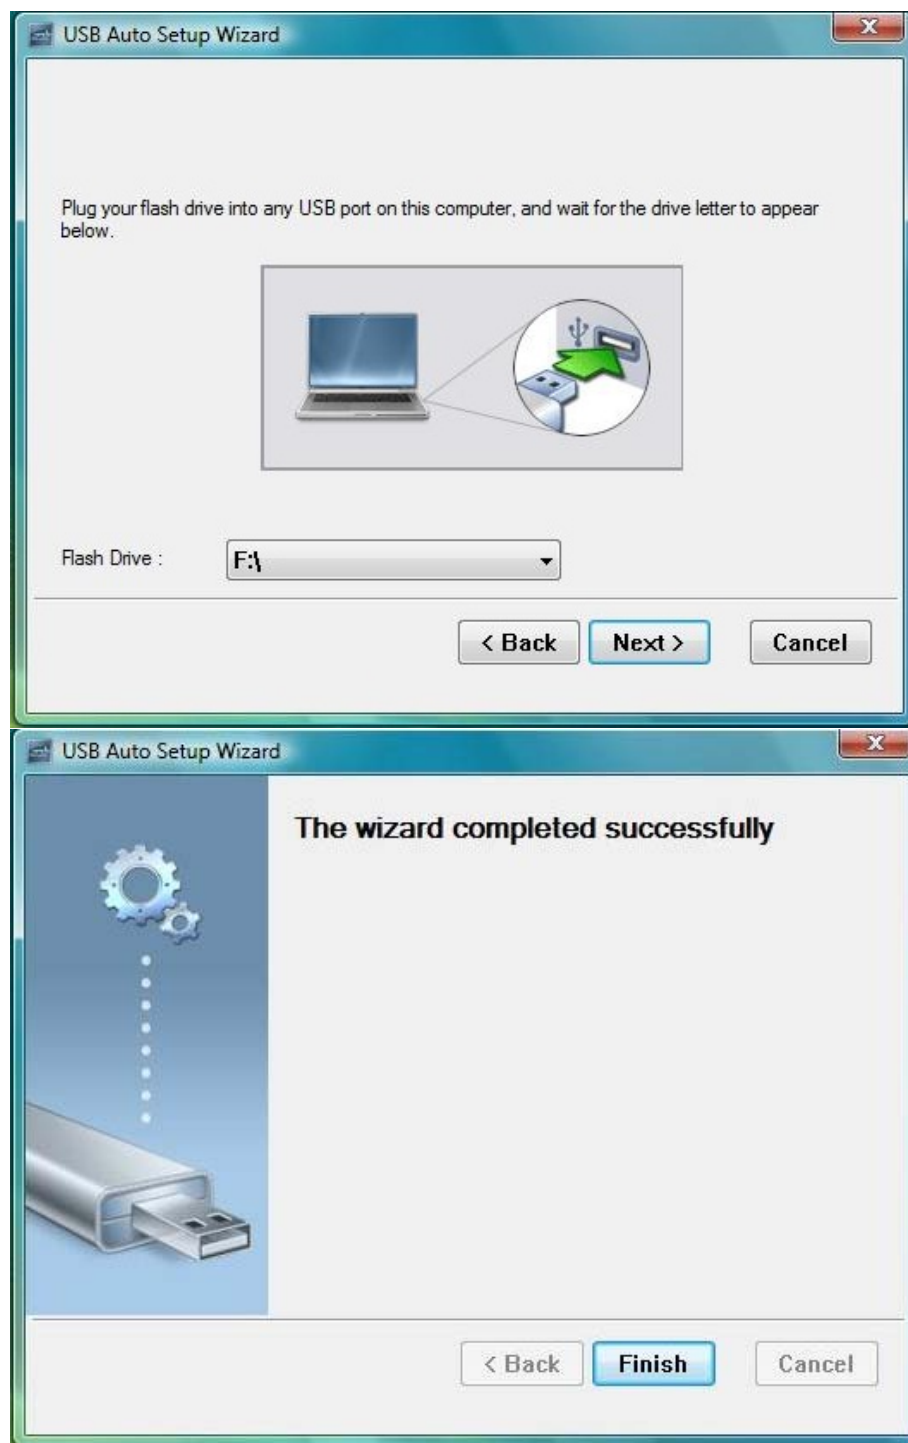 USB Auto Setup Wizard
X
Plug your flash drive into any USB port on this computer, and wait for the drive letter to appear
below.
Flash Drive : F:\
< Back Next > Cancel
USB Auto Setup Wizard
X
The wizard completed successfully
< Back Finish Cancel